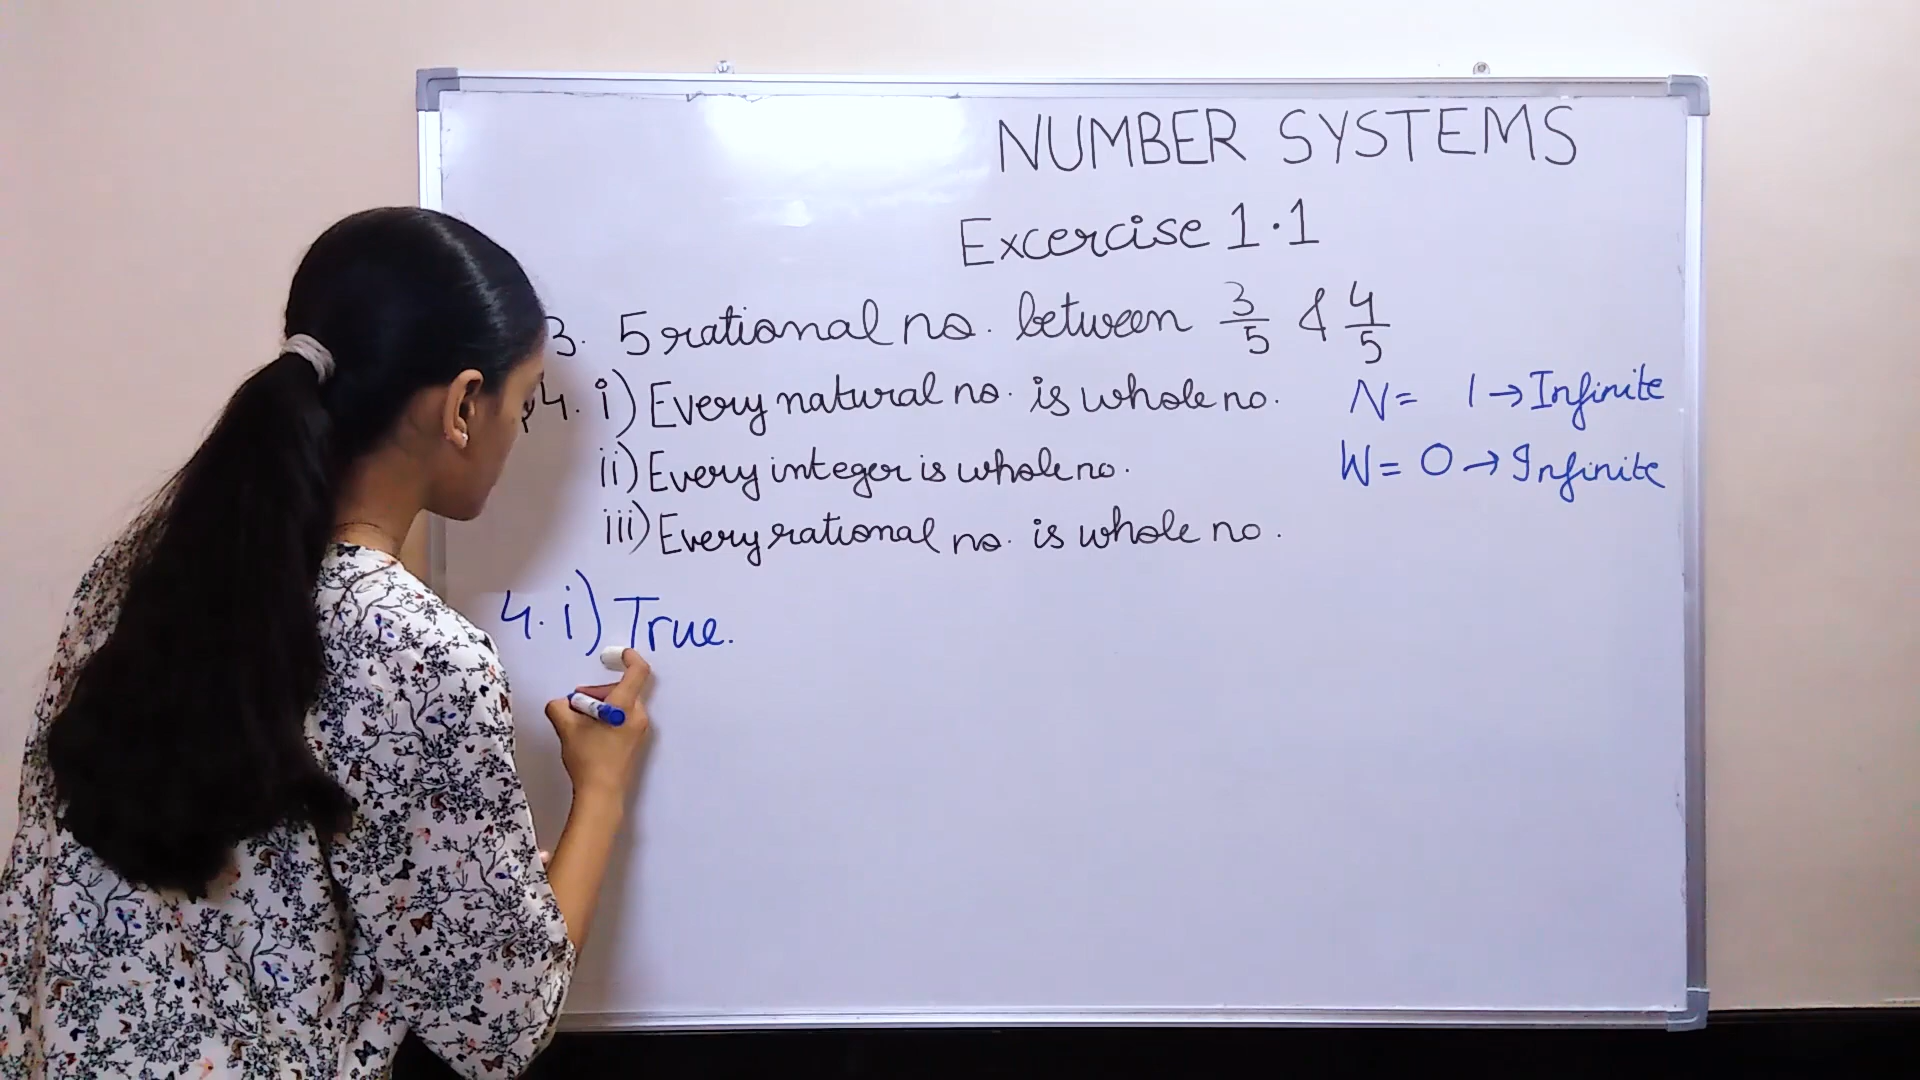 NUMBER SYSTEMS
Excercise 1.1
3. 5 rational no. between 3/5 & 4/5
4. i) Every natural no. is whole no.
N = 1 → Infinite
ii) Every integer is whole no.
W = 0 → Infinite
iii) Every rational no. is whole no.
4. i) True.